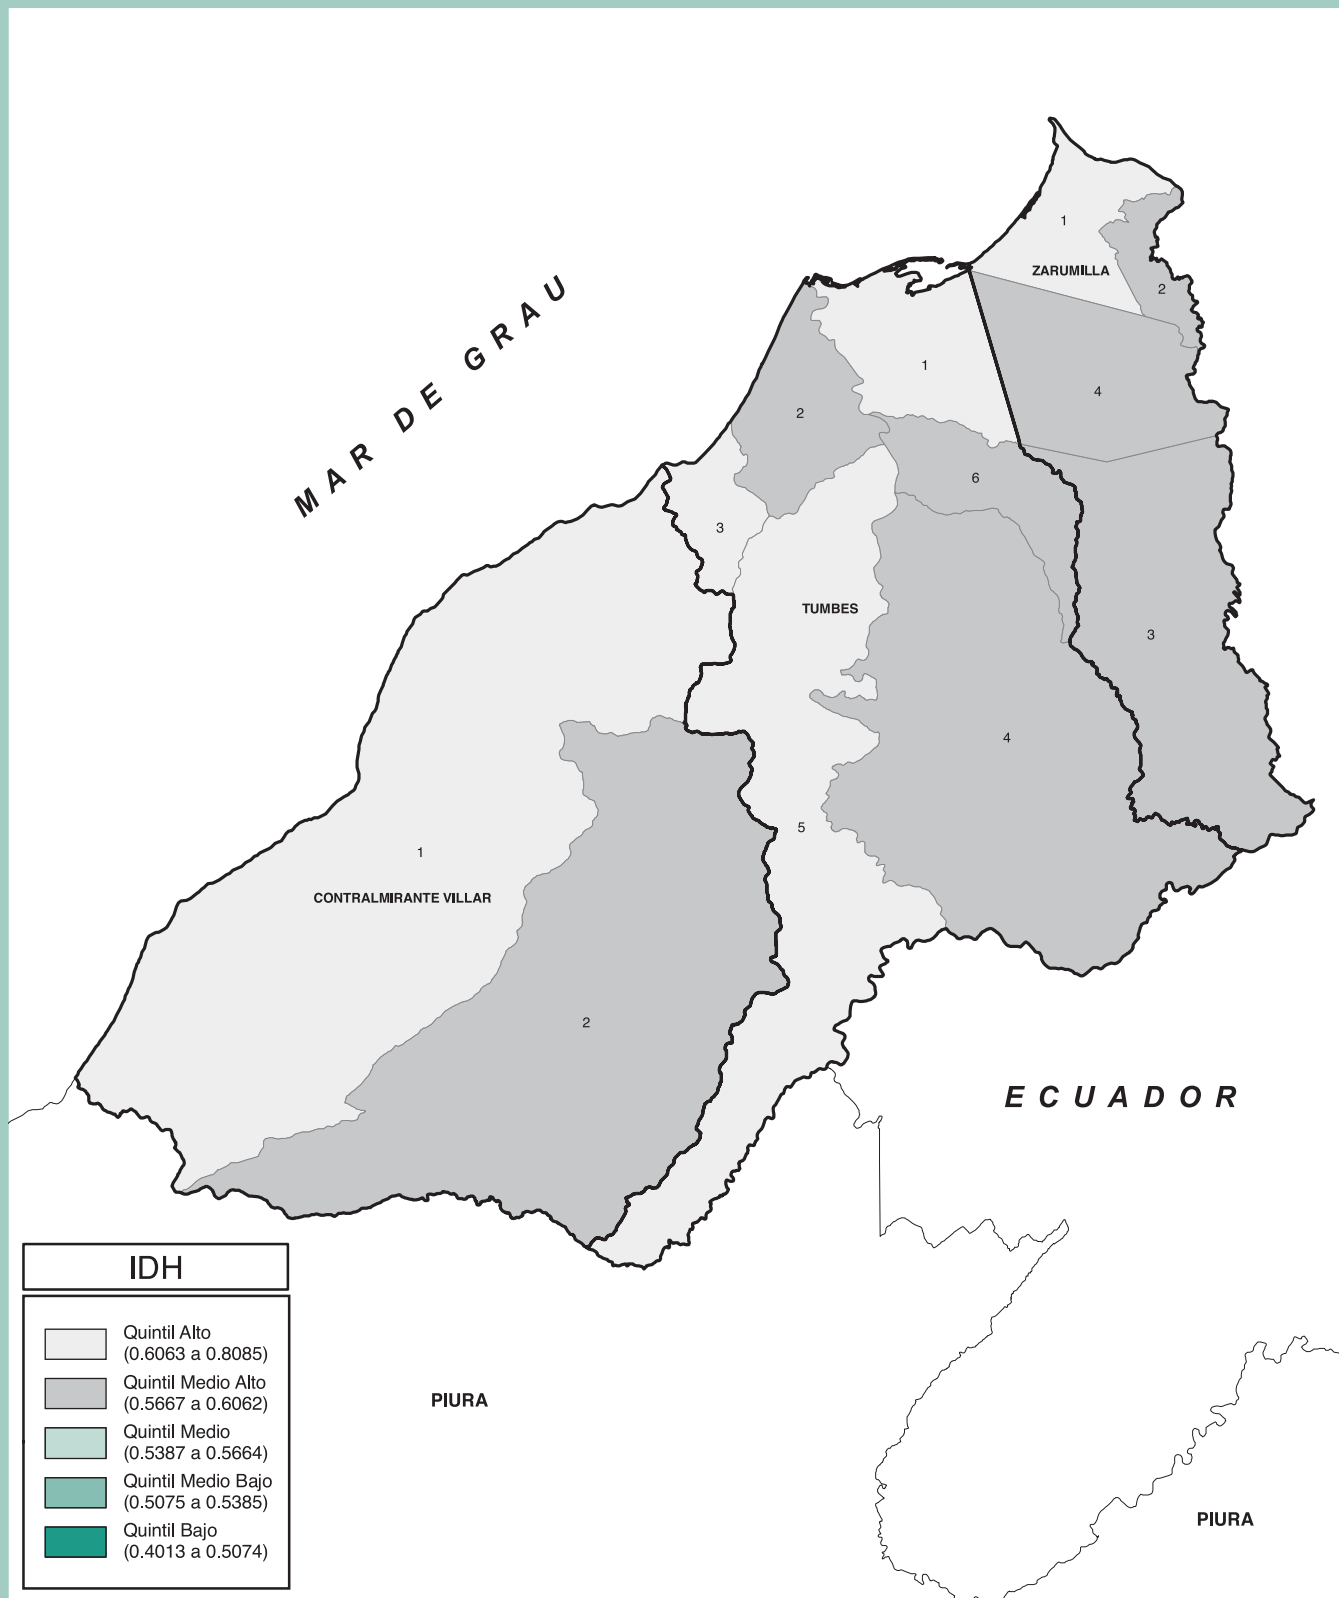 1
ZARUMILLA
2
MAR DE GRAU
1
4
2
6
3
TUMBES
3
4
5
1
CONTRALMIRANTE VILLAR
2
ECUADOR
IDH
Quintil Alto
(0.6063 a 0.8085)
Quintil Medio Alto
(0.5667 a 0.6062)
Quintil Medio
(0.5387 a 0.5664)
Quintil Medio Bajo
(0.5075 a 0.5385)
Quintil Bajo
(0.4013 a 0.5074)
PIURA
PIURA